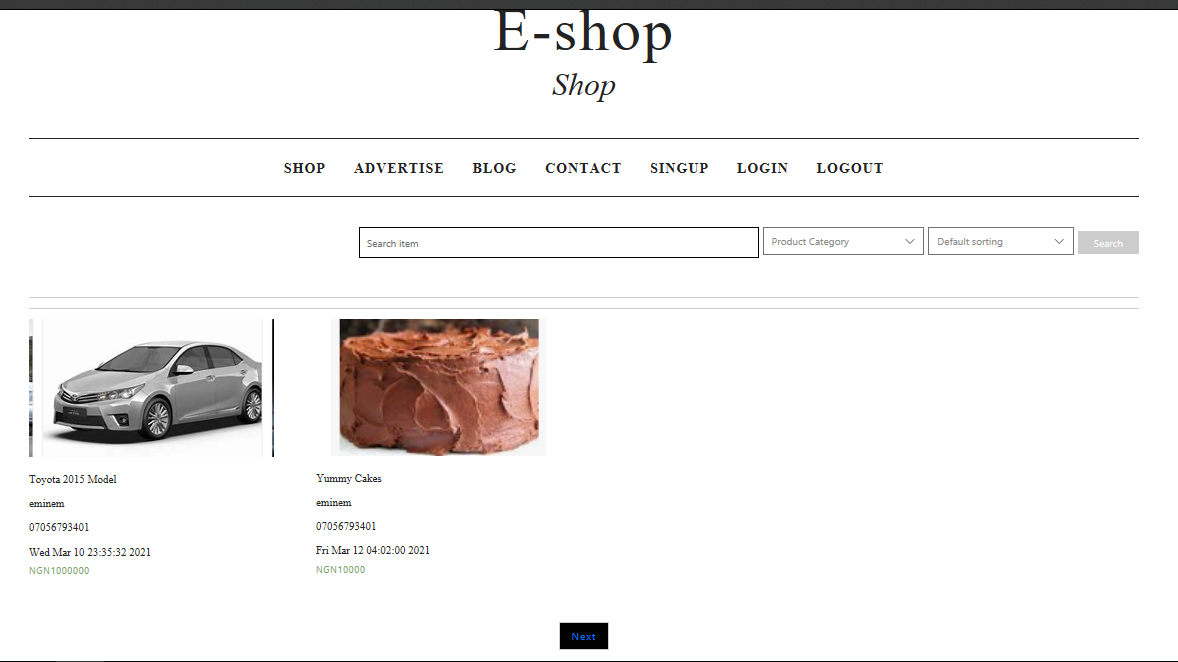 E-shop
Shop
SHOP ADVERTISE BLOG CONTACT SINGUP LOGIN LOGOUT
Search item Product Category Default sorting Search
Toyota 2015 Model
eminem
07056793401
Wed Mar 10 23:35:32 2021
NGN1000000
Yummy Cakes
eminem
07056793401
Fri Mar 12 04:02:00 2021
NGN10000
Next